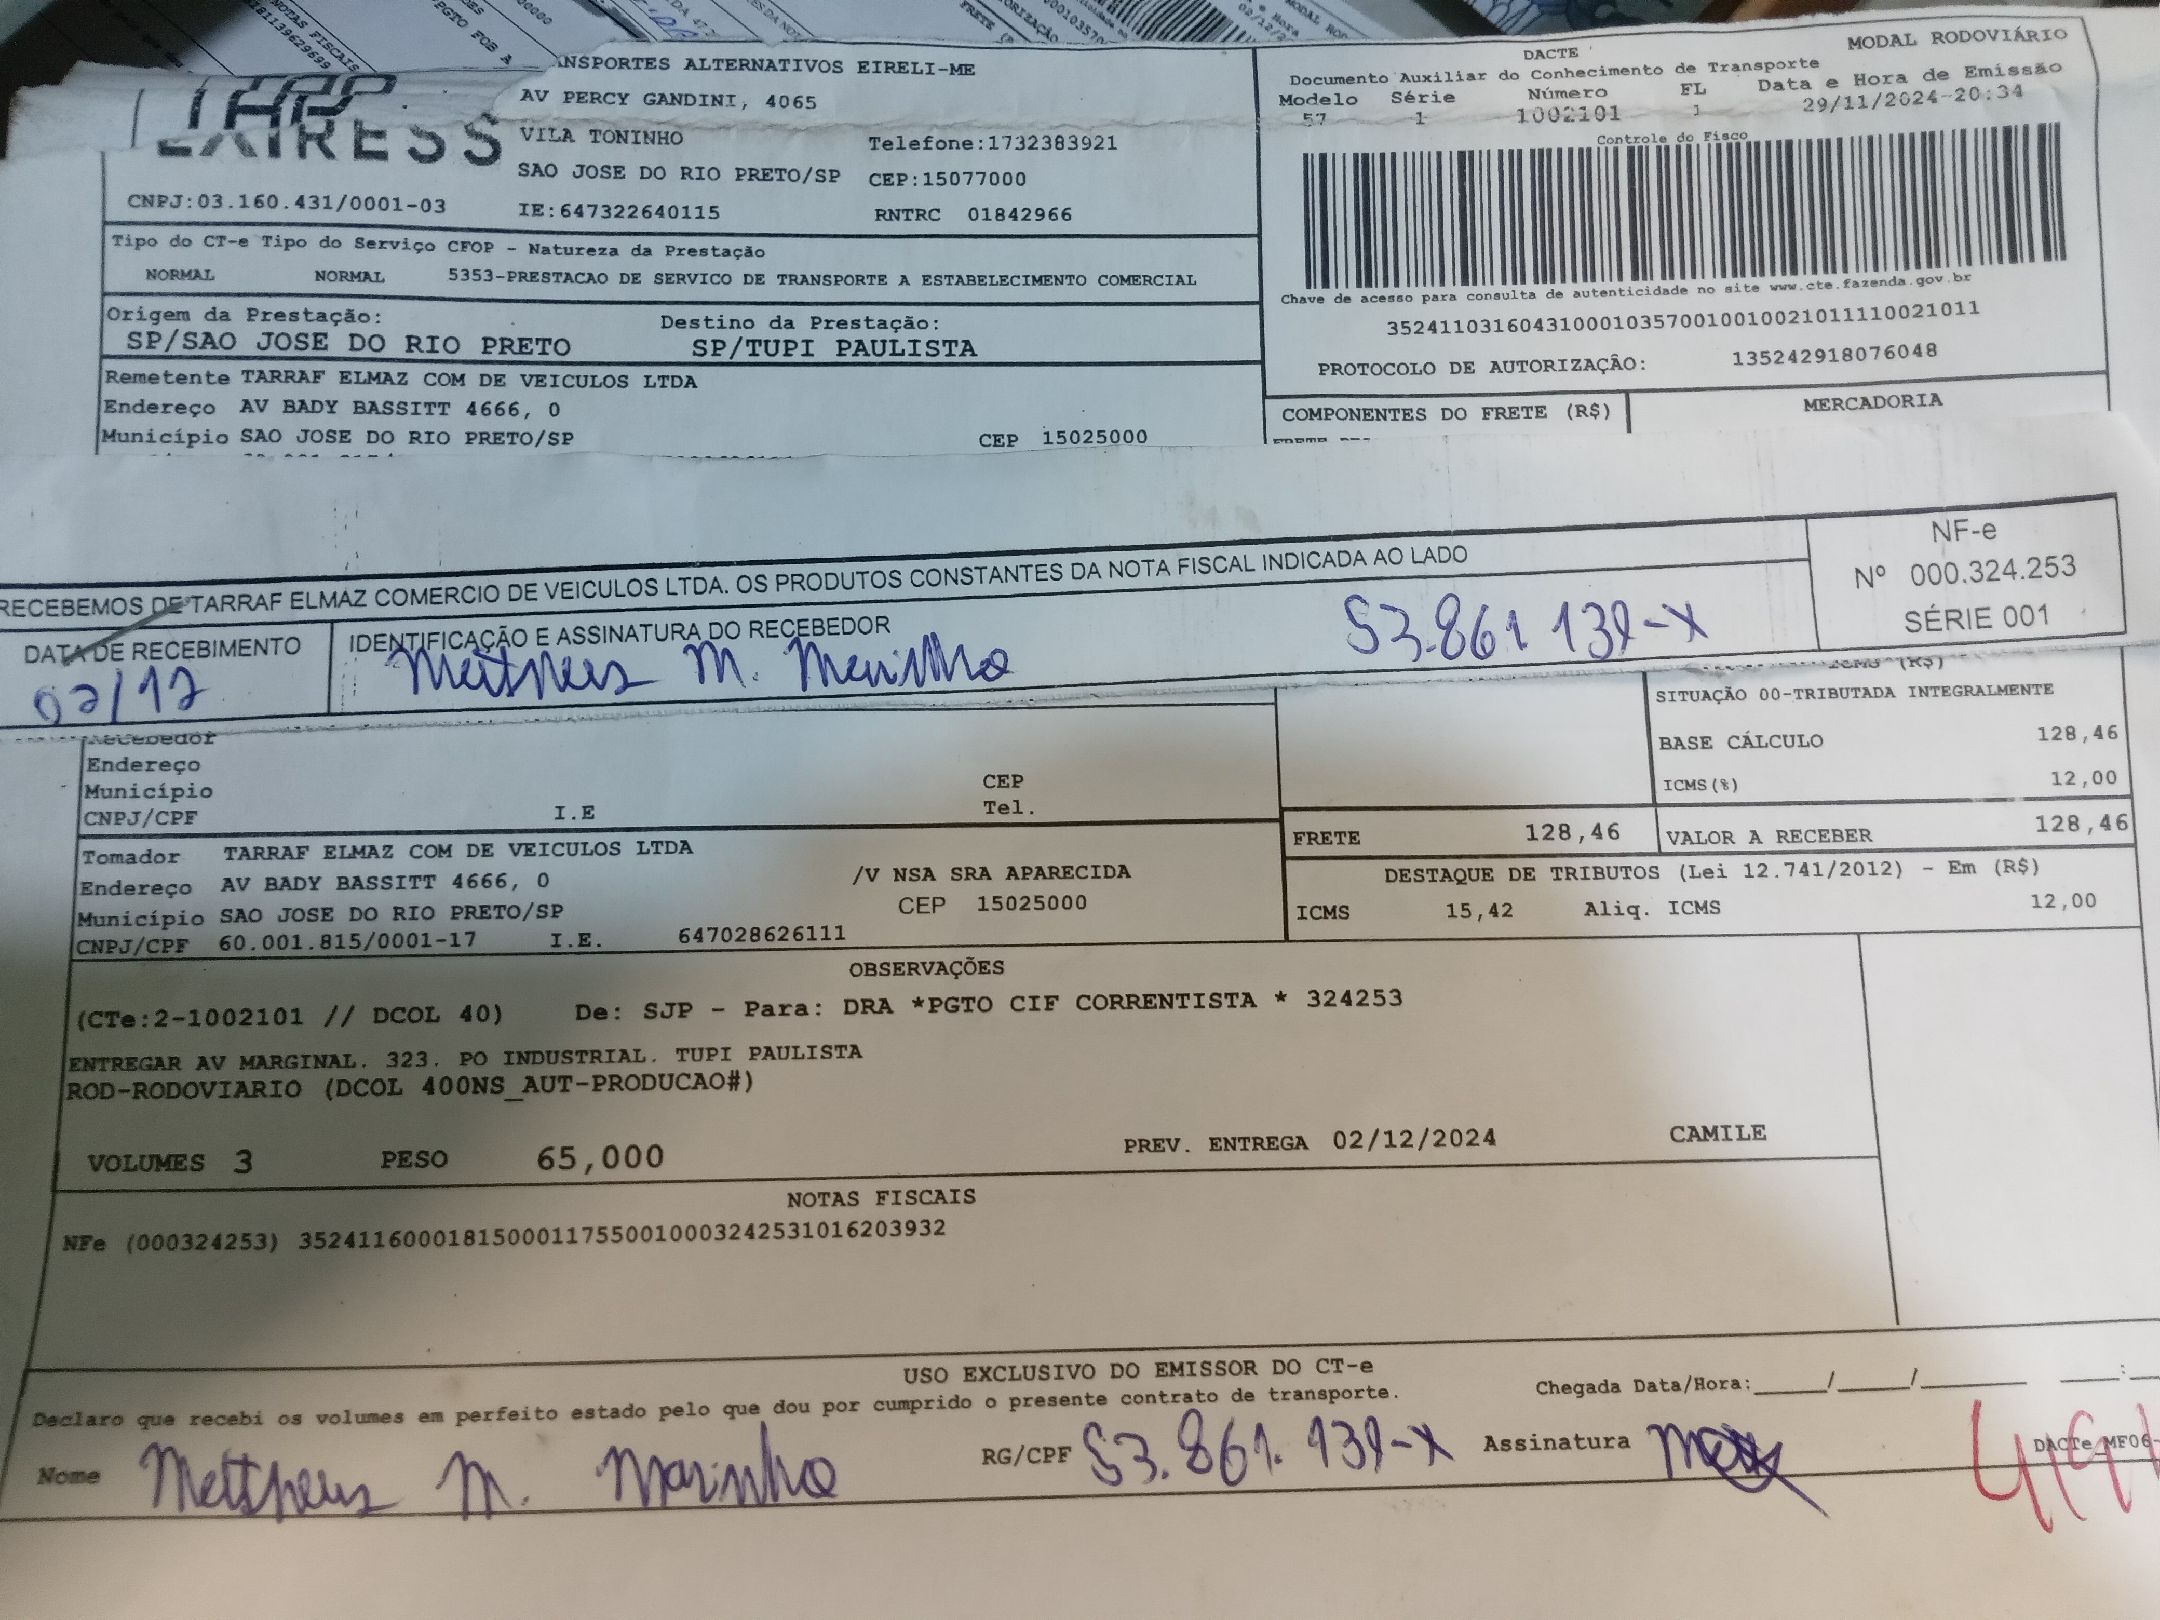 NSPORTES ALTERNATIVOS EIRELI-ME
AV PERCY GANDINI, 4065
VILA TONINHO Telefone:1732383921
SAO JOSE DO RIO PRETO/SP CEP:15077000
CNPJ:03.160.431/0001-03 IE:647322640115 RNTRC 01842966
MODAL RODOVIÁRIO
DACTE
Documento Auxiliar do Conhecimento de Transporte
Modelo Série Número FL Data e Hora de Emissão
57 1 1002101 1 29/11/2024-20:34
Controle do Fisco
Chave de acesso para consulta de autenticidade no site www.cte.fazenda.gov.br
35241103160431000103570010010021011110021011
PROTOCOLO DE AUTORIZAÇÃO: 135242918076048
Tipo do CT-e Tipo do Serviço CFOP - Natureza da Prestação
NORMAL NORMAL 5353-PRESTACAO DE SERVICO DE TRANSPORTE A ESTABELECIMENTO COMERCIAL
Origem da Prestação: Destino da Prestação:
SP/SAO JOSE DO RIO PRETO SP/TUPI PAULISTA
Remetente TARRAF ELMAZ COM DE VEICULOS LTDA
Endereço AV BADY BASSITT 4666, 0
Município SAO JOSE DO RIO PRETO/SP CEP 15025000
COMPONENTES DO FRETE (R$) MERCADORIA
RECEBEMOS DE TARRAF ELMAZ COMERCIO DE VEICULOS LTDA. OS PRODUTOS CONSTANTES DA NOTA FISCAL INDICADA AO LADO
NF-e
Nº 000.324.253
SÉRIE 001
DATA DE RECEBIMENTO IDENTIFICAÇÃO E ASSINATURA DO RECEBEDOR
02/12 Mattheus M. Marinho 53.861.131-X
ICMS (R$)
SITUAÇÃO 00-TRIBUTADA INTEGRALMENTE
BASE CÁLCULO 128,46
ICMS(%) 12,00
FRETE 128,46 VALOR A RECEBER 128,46
DESTAQUE DE TRIBUTOS (Lei 12.741/2012) - Em (R$)
ICMS 15,42 Aliq. ICMS 12,00
Recebedor
Endereço
Município CEP
CNPJ/CPF I.E Tel.
Tomador TARRAF ELMAZ COM DE VEICULOS LTDA
Endereço AV BADY BASSITT 4666, 0 /V NSA SRA APARECIDA
Município SAO JOSE DO RIO PRETO/SP CEP 15025000
CNPJ/CPF 60.001.815/0001-17 I.E. 647028626111
OBSERVAÇÕES
(CTe:2-1002101 // DCOL 40) De: SJP - Para: DRA *PGTO CIF CORRENTISTA * 324253
ENTREGAR AV MARGINAL. 323. PO INDUSTRIAL. TUPI PAULISTA
ROD-RODOVIARIO (DCOL 400NS_AUT-PRODUCAO#)
VOLUMES 3 PESO 65,000 PREV. ENTREGA 02/12/2024 CAMILE
NOTAS FISCAIS
NFe (000324253) 35241160001815000117550010003242531016203932
USO EXCLUSIVO DO EMISSOR DO CT-e
Declaro que recebi os volumes em perfeito estado pelo que dou por cumprido o presente contrato de transporte.
Chegada Data/Hora:____/____/______ ___:__
Nome Mattheus M. Marinho RG/CPF 53.861.131-X Assinatura
DACTe_MF06-